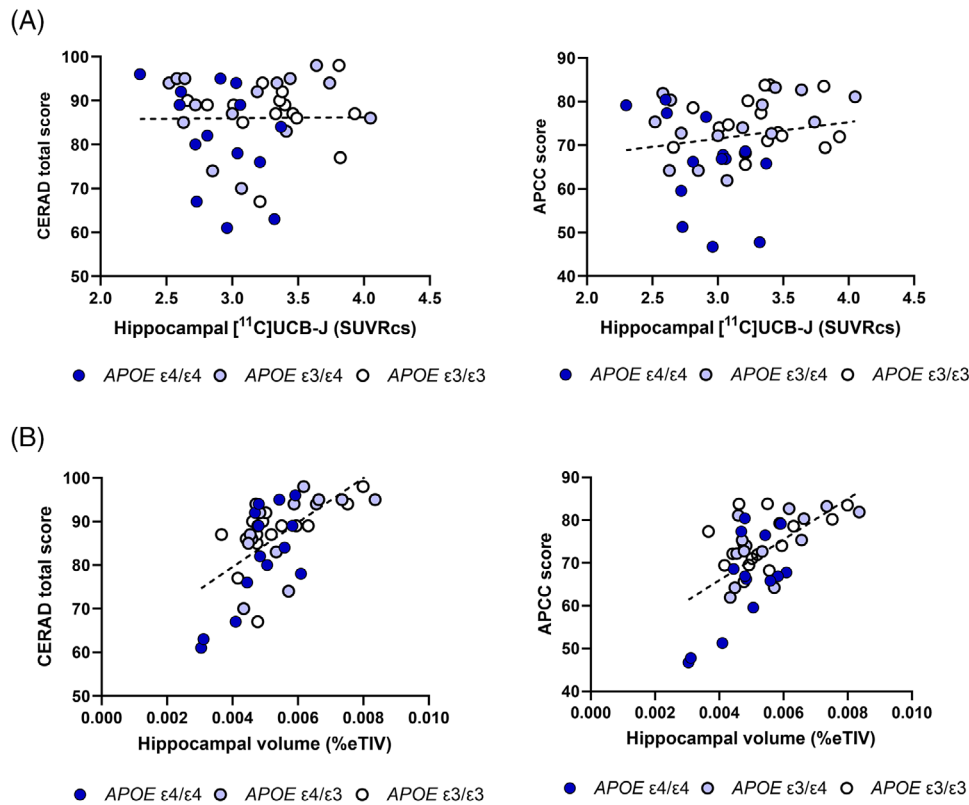 (A)
CERAD total score
100
90
80
70
60
50
2.0 2.5 3.0 3.5 4.0 4.5
Hippocampal [¹¹C]UCB-J (SUVRcs)
APOE ε4/ε4 APOE ε3/ε4 APOE ε3/ε3
APCC score
90
80
70
60
50
40
2.0 2.5 3.0 3.5 4.0 4.5
Hippocampal [¹¹C]UCB-J (SUVRcs)
APOE ε4/ε4 APOE ε3/ε4 APOE ε3/ε3
(B)
CERAD total score
100
90
80
70
60
50
0.000 0.002 0.004 0.006 0.008 0.010
Hippocampal volume (%eTIV)
APOE ε4/ε4 APOE ε4/ε3 APOE ε3/ε3
APCC score
90
80
70
60
50
40
0.000 0.002 0.004 0.006 0.008 0.010
Hippocampal volume (%eTIV)
APOE ε4/ε4 APOE ε3/ε4 APOE ε3/ε3